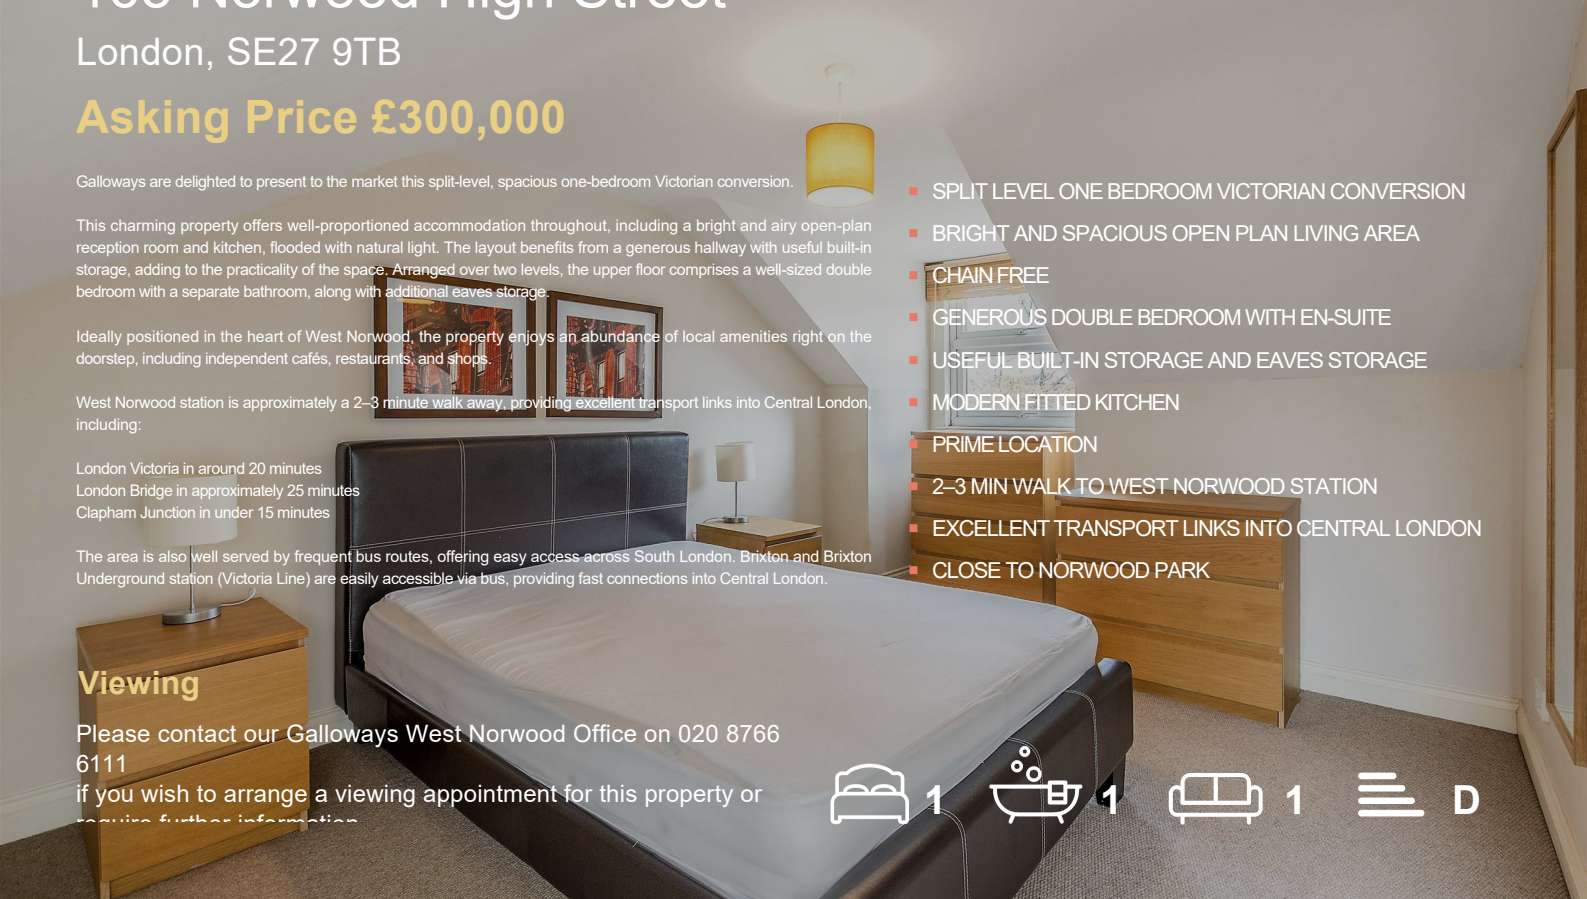 Norwood High Street
London, SE27 9TB
Asking Price £300,000
Galloways are delighted to present to the market this split-level, spacious one-bedroom Victorian conversion.
This charming property offers well-proportioned accommodation throughout, including a bright and airy open-plan
reception room and kitchen, flooded with natural light. The layout benefits from a generous hallway with useful built-in
storage, adding to the practicality of the space. Arranged over two levels, the upper floor comprises a well-sized double
bedroom with a separate bathroom, along with additional eaves storage.
Ideally positioned in the heart of West Norwood, the property enjoys an abundance of local amenities right on the
doorstep, including independent cafés, restaurants, and shops.
West Norwood station is approximately a 2–3 minute walk away, providing excellent transport links into Central London,
including:
London Victoria in around 20 minutes
London Bridge in approximately 25 minutes
Clapham Junction in under 15 minutes
The area is also well served by frequent bus routes, offering easy access across South London. Brixton and Brixton
Underground station (Victoria Line) are easily accessible via bus, providing fast connections into Central London.
SPLIT LEVEL ONE BEDROOM VICTORIAN CONVERSION
BRIGHT AND SPACIOUS OPEN PLAN LIVING AREA
CHAIN FREE
GENEROUS DOUBLE BEDROOM WITH EN-SUITE
USEFUL BUILT-IN STORAGE AND EAVES STORAGE
MODERN FITTED KITCHEN
PRIME LOCATION
2–3 MIN WALK TO WEST NORWOOD STATION
EXCELLENT TRANSPORT LINKS INTO CENTRAL LONDON
CLOSE TO NORWOOD PARK
Viewing
Please contact our Galloways West Norwood Office on 020 8766
6111
if you wish to arrange a viewing appointment for this property or
require further information
1 1 1 D